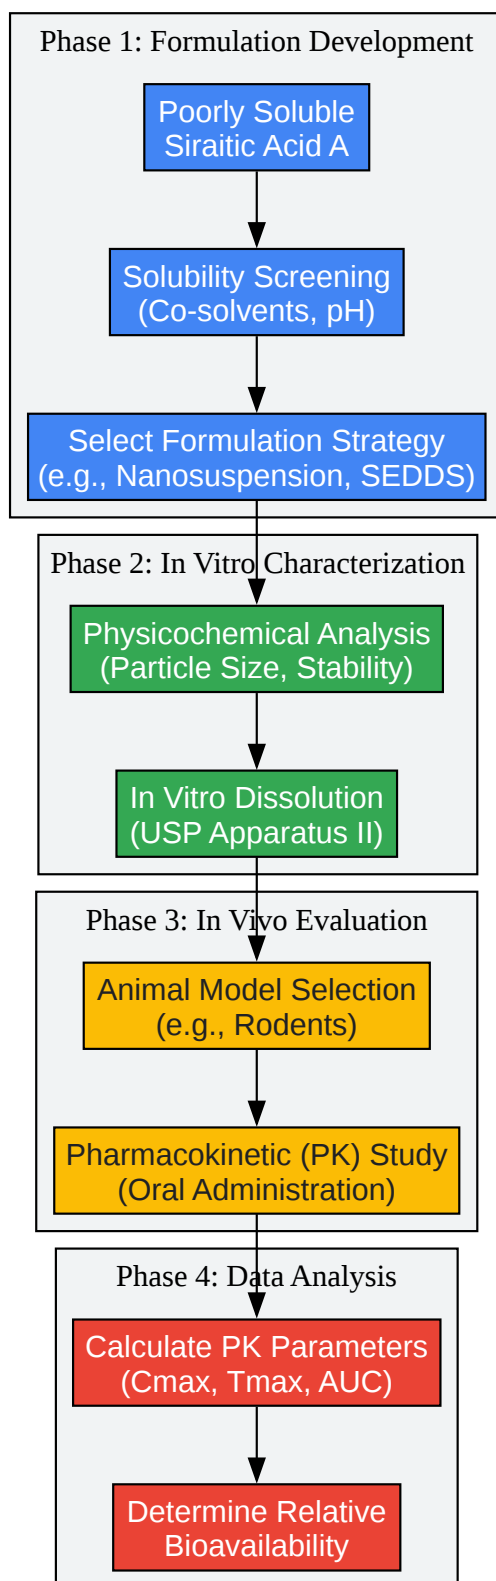 Phase 1: Formulation Development
Poorly Soluble
Siraitic Acid A
Solubility Screening
(Co-solvents, pH)
Select Formulation Strategy
(e.g., Nanosuspension, SEDDS)
Phase 2: In Vitro Characterization
Physicochemical Analysis
(Particle Size, Stability)
In Vitro Dissolution
(USP Apparatus II)
Phase 3: In Vivo Evaluation
Animal Model Selection
(e.g., Rodents)
Pharmacokinetic (PK) Study
(Oral Administration)
Phase 4: Data Analysis
Calculate PK Parameters
(Cmax, Tmax, AUC)
Determine Relative
Bioavailability